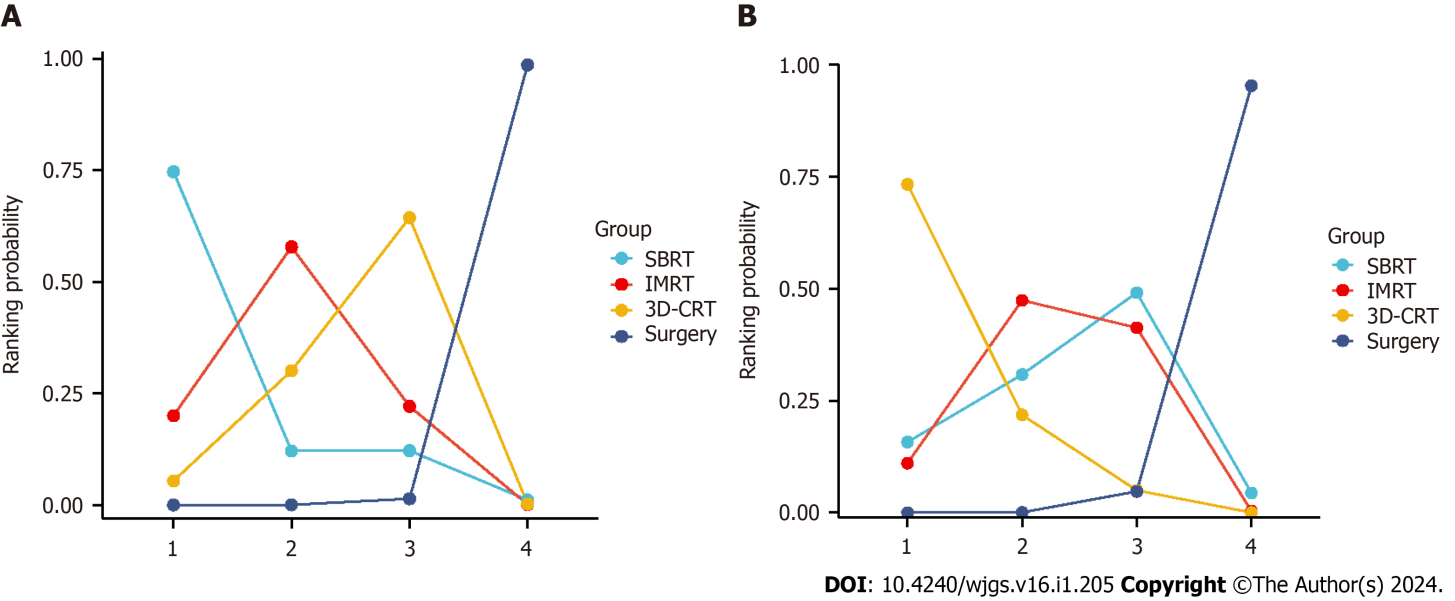 A
Ranking probability
1.00
0.75
0.50
0.25
0.00
1 2 3 4
Group
SBRT
IMRT
3D-CRT
Surgery
B
Ranking probability
1.00
0.75
0.50
0.25
0.00
1 2 3 4
Group
SBRT
IMRT
3D-CRT
Surgery
DOI: 10.4240/wjgs.v16.i1.205 Copyright ©The Author(s) 2024.